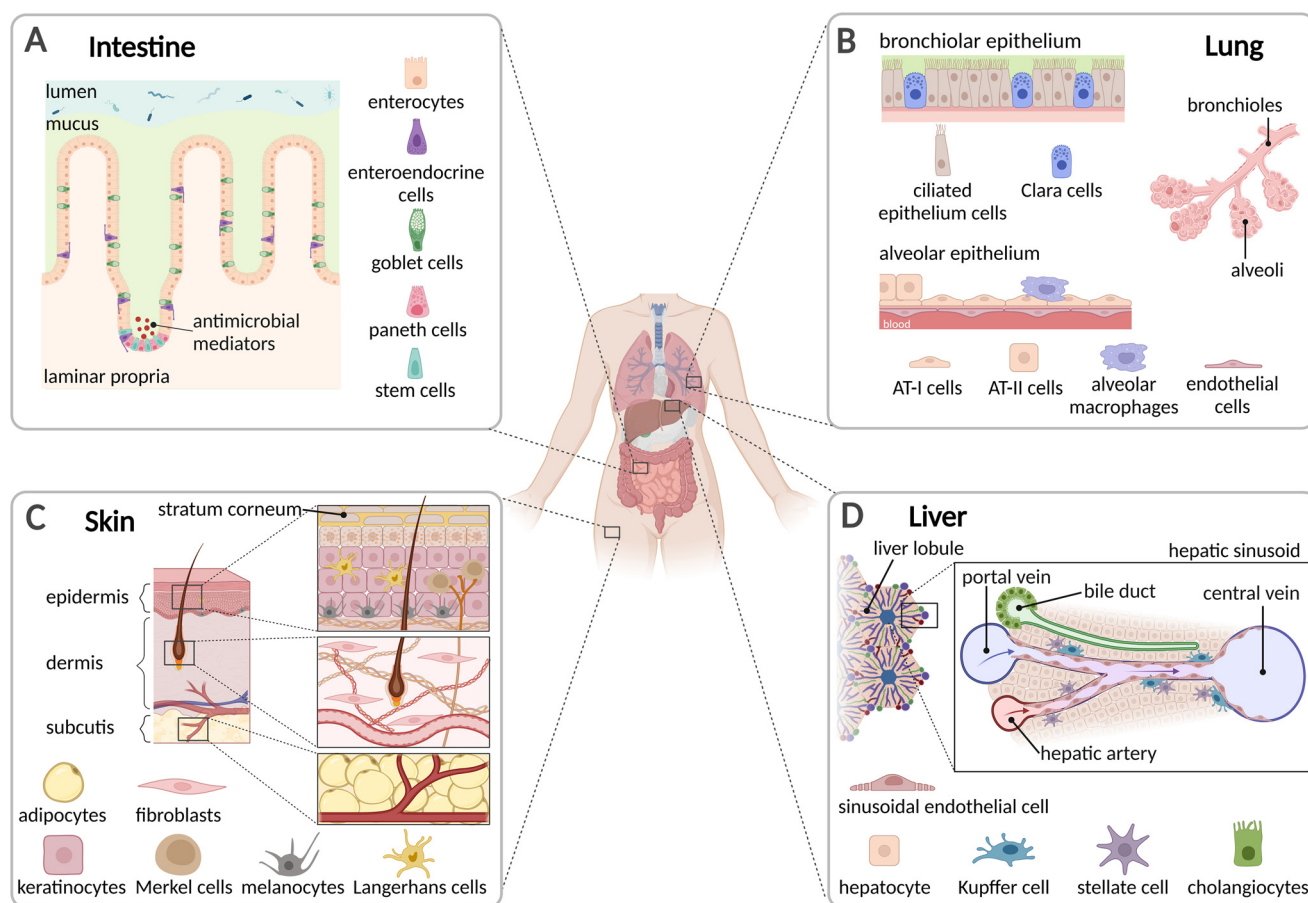 A
Intestine
lumen
mucus
antimicrobial
mediators
laminar propria
enterocytes
enteroendocrine
cells
goblet cells
paneth cells
stem cells
B
Lung
bronchiolar epithelium
ciliated
epithelium cells
Clara cells
bronchioles
alveoli
alveolar epithelium
blood
AT-I cells
AT-II cells
alveolar
macrophages
endothelial
cells
C
Skin
stratum corneum
epidermis
dermis
subcutis
adipocytes
fibroblasts
keratinocytes
Merkel cells
melanocytes
Langerhans cells
D
Liver
liver lobule
hepatic sinusoid
portal vein
bile duct
central vein
hepatic artery
sinusoidal endothelial cell
hepatocyte
Kupffer cell
stellate cell
cholangiocytes